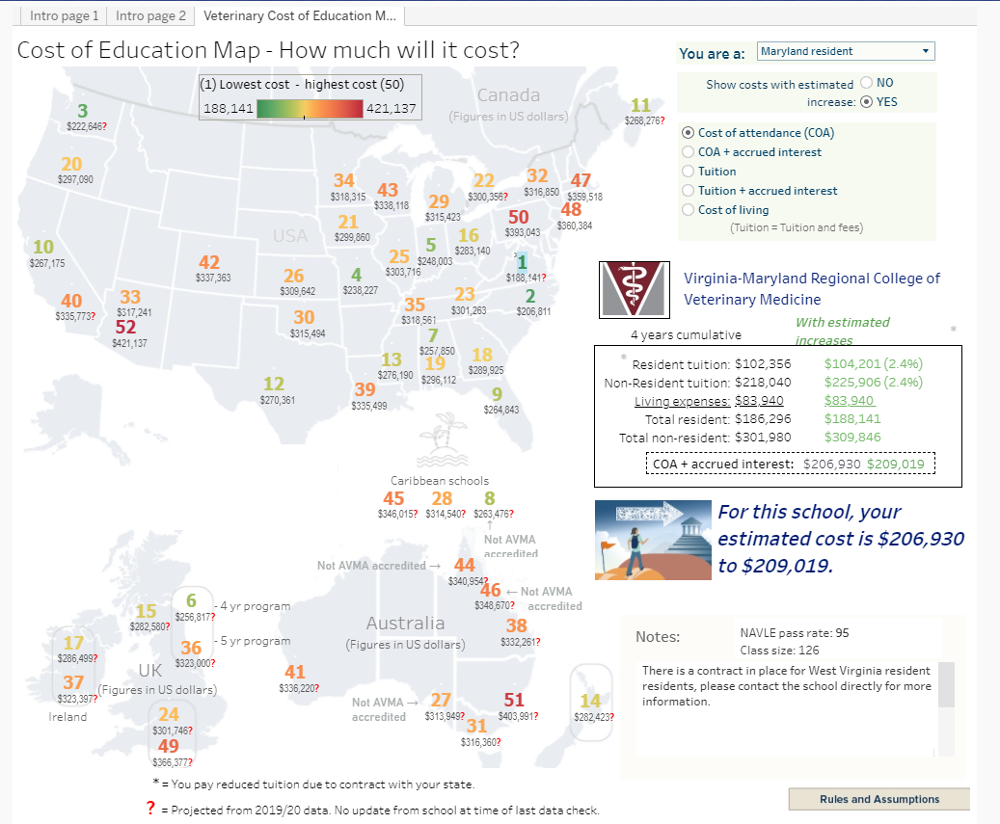 Intro page 1
Intro page 2
Veterinary Cost of Education M...
Cost of Education Map - How much will it cost?
You are a:
Maryland resident
(1) Lowest cost - highest cost (50)
188,141
421,137
Show costs with estimated
increase:
NO
YES
Cost of attendance (COA)
COA + accrued interest
Tuition
Tuition + accrued interest
Cost of living
(Tuition = Tuition and fees)
Canada
(Figures in US dollars)
3
$222,646?
11
$268,276?
20
$297,090
34
$318,315
43
$338,118
29
$315,423
22
$300,356?
32
$316,850
47
$359,518
48
$360,384
50
$393,043
USA
21
$299,860
5
$248,003
16
$283,140
10
$267,175
42
$337,363
26
$309,642
4
$238,227
25
$303,716
1
$188,141?
2
$206,811
40
$335,773?
33
$317,241
52
$421,137
30
$315,494
35
$318,561
23
$301,263
7
$257,850
13
$276,190
19
$296,112
18
$289,925
12
$270,361
39
$335,499
9
$264,843
Caribbean schools
45
$346,015?
28
$314,540?
8
$263,476?
Not AVMA
accredited
Not AVMA accredited →
44
$340,954?
46
$348,670?
← Not AVMA
accredited
Australia
(Figures in US dollars)
38
$332,261?
41
$336,220?
Not AVMA →
accredited
27
$313,949?
31
$316,360?
51
$403,991?
14
$282,423?
15
$282,580?
6
$256,817?
- 4 yr program
36
$323,000?
- 5 yr program
17
$286,499?
37
$323,397?
Ireland
UK
(Figures in US dollars)
24
$301,746?
49
$366,377?
* = You pay reduced tuition due to contract with your state.
? = Projected from 2019/20 data. No update from school at time of last data check.
Virginia-Maryland Regional College of
Veterinary Medicine
4 years cumulative
With estimated
increases
*
* Resident tuition: $102,356 $104,201 (2.4%)
Non-Resident tuition: $218,040 $225,906 (2.4%)
Living expenses: $83,940 $83,940
Total resident: $186,296 $188,141
Total non-resident: $301,980 $309,846
COA + accrued interest: $206,930 $209,019
For this school, your
estimated cost is $206,930
to $209,019.
Notes:
NAVLE pass rate: 95
Class size: 126
There is a contract in place for West Virginia resident
residents, please contact the school directly for more
information.
Rules and Assumptions